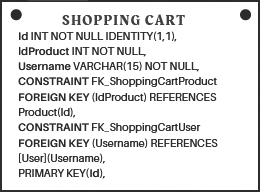 SHOPPING CART
Id INT NOT NULL IDENTITY(1,1),
IdProduct INT NOT NULL,
Username VARCHAR(15) NOT NULL,
CONSTRAINT FK_ShoppingCartProduct
FOREIGN KEY (IdProduct) REFERENCES
Product(Id),
CONSTRAINT FK_ShoppingCartUser
FOREIGN KEY (Username) REFERENCES
[User](Username),
PRIMARY KEY(Id),